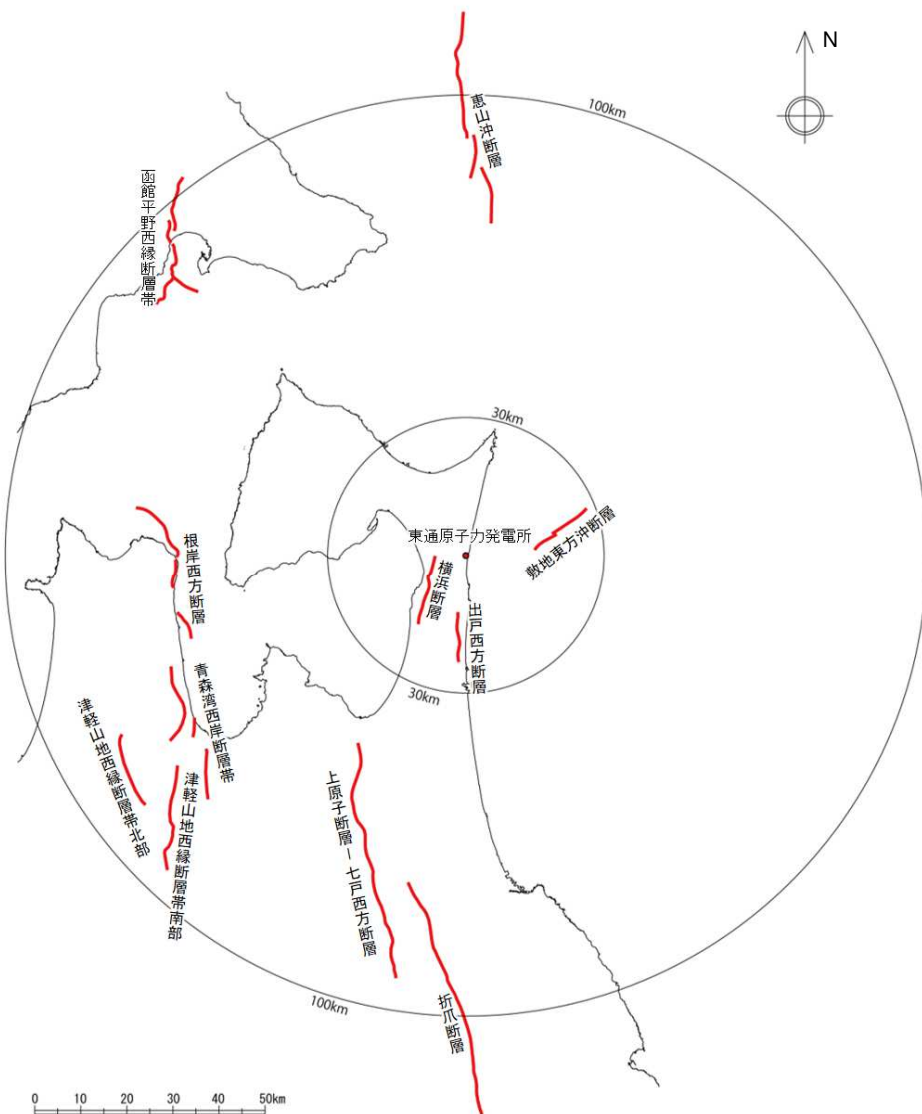 N
100km
恵山沖断層
函館平野西縁断層帯
30km
東通原子力発電所
敷地東方沖断層
横浜断層
出戸西方断層
根岸西方断層
30km
青森湾西岸断層帯
津軽山地西縁断層帯北部
津軽山地西縁断層帯南部
上原子断層－七戸西方断層
折爪断層
100km
0 10 20 30 40 50km